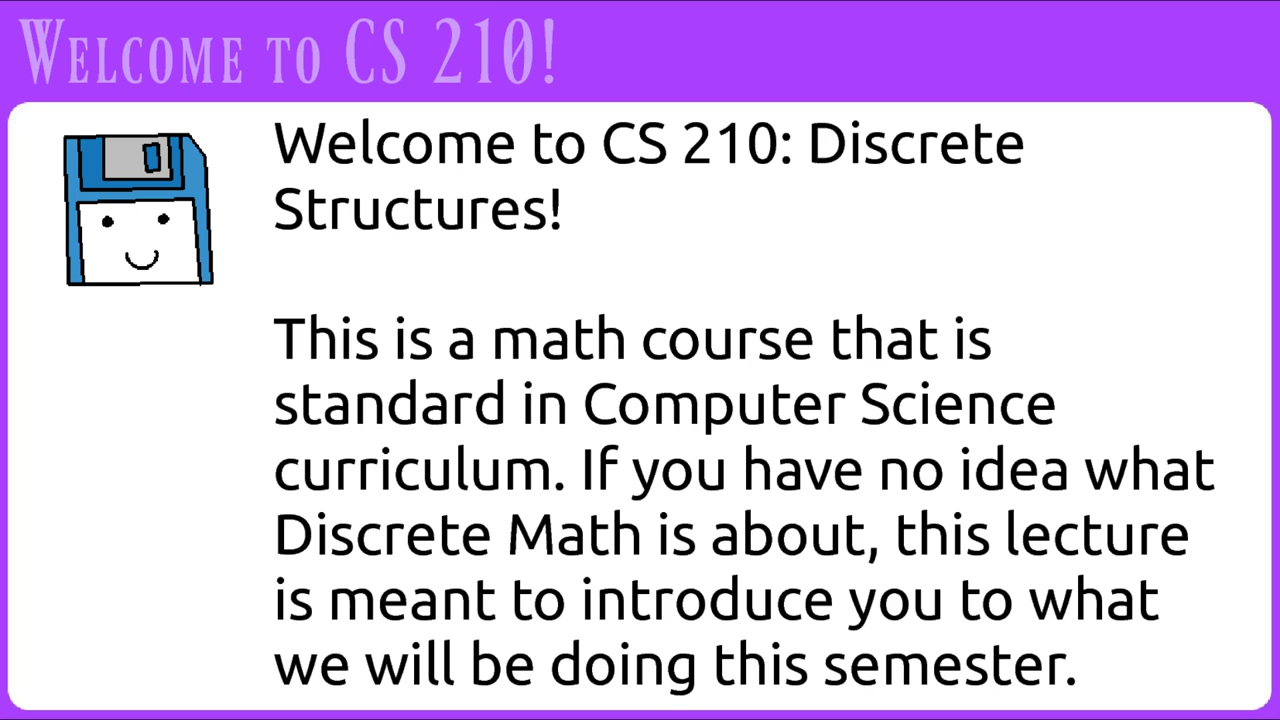 Welcome to CS 210!
Welcome to CS 210: Discrete
Structures!
This is a math course that is
standard in Computer Science
curriculum. If you have no idea what
Discrete Math is about, this lecture
is meant to introduce you to what
we will be doing this semester.